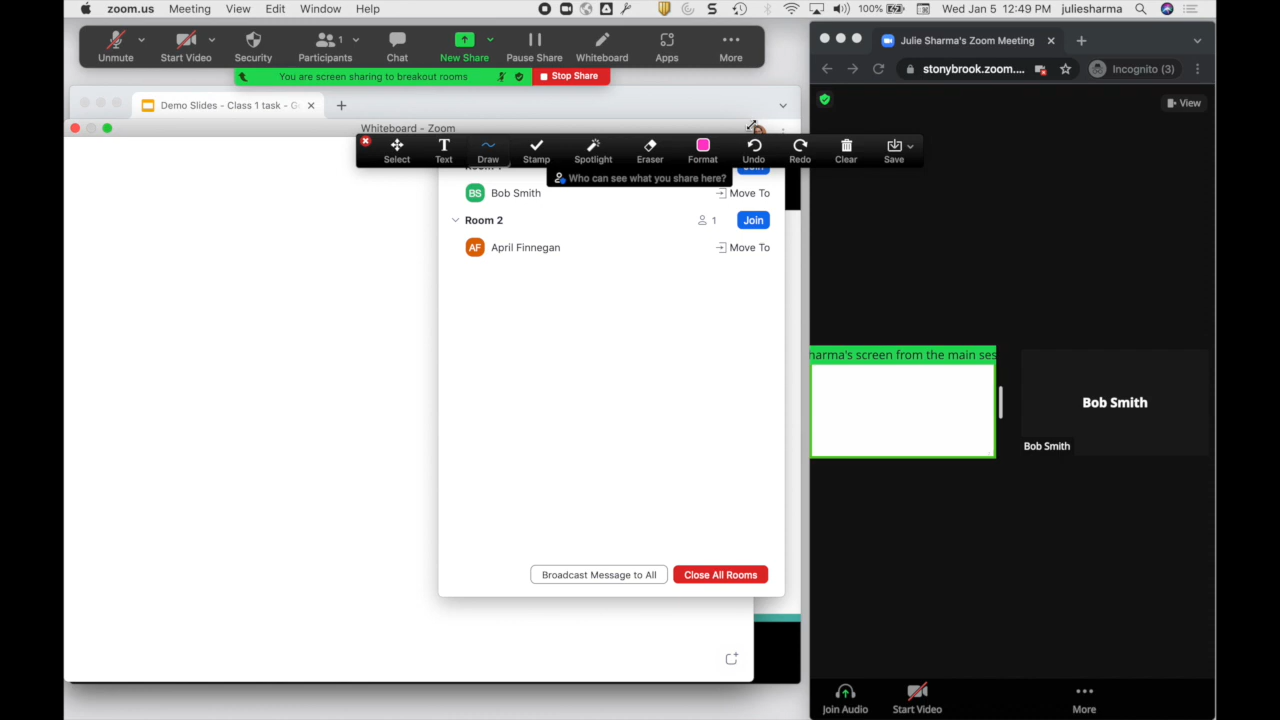 zoom.us Meeting View Edit Window Help 100% Wed Jan 5 12:49 PM juliesharma
Unmute Start Video Security Participants 1 Chat New Share Pause Share Whiteboard Apps More
You are screen sharing to breakout rooms Stop Share
Demo Slides - Class 1 task - G
Whiteboard - Zoom
Select Text Draw Stamp Spotlight Eraser Format Undo Redo Clear Save
Who can see what you share here?
Join
BS Bob Smith Move To
Room 2 1 Join
AF April Finnegan Move To
Broadcast Message to All Close All Rooms
Julie Sharma's Zoom Meeting
stonybrook.zoom.... Incognito (3)
View
harma's screen from the main ses
Bob Smith
Bob Smith
Join Audio Start Video More